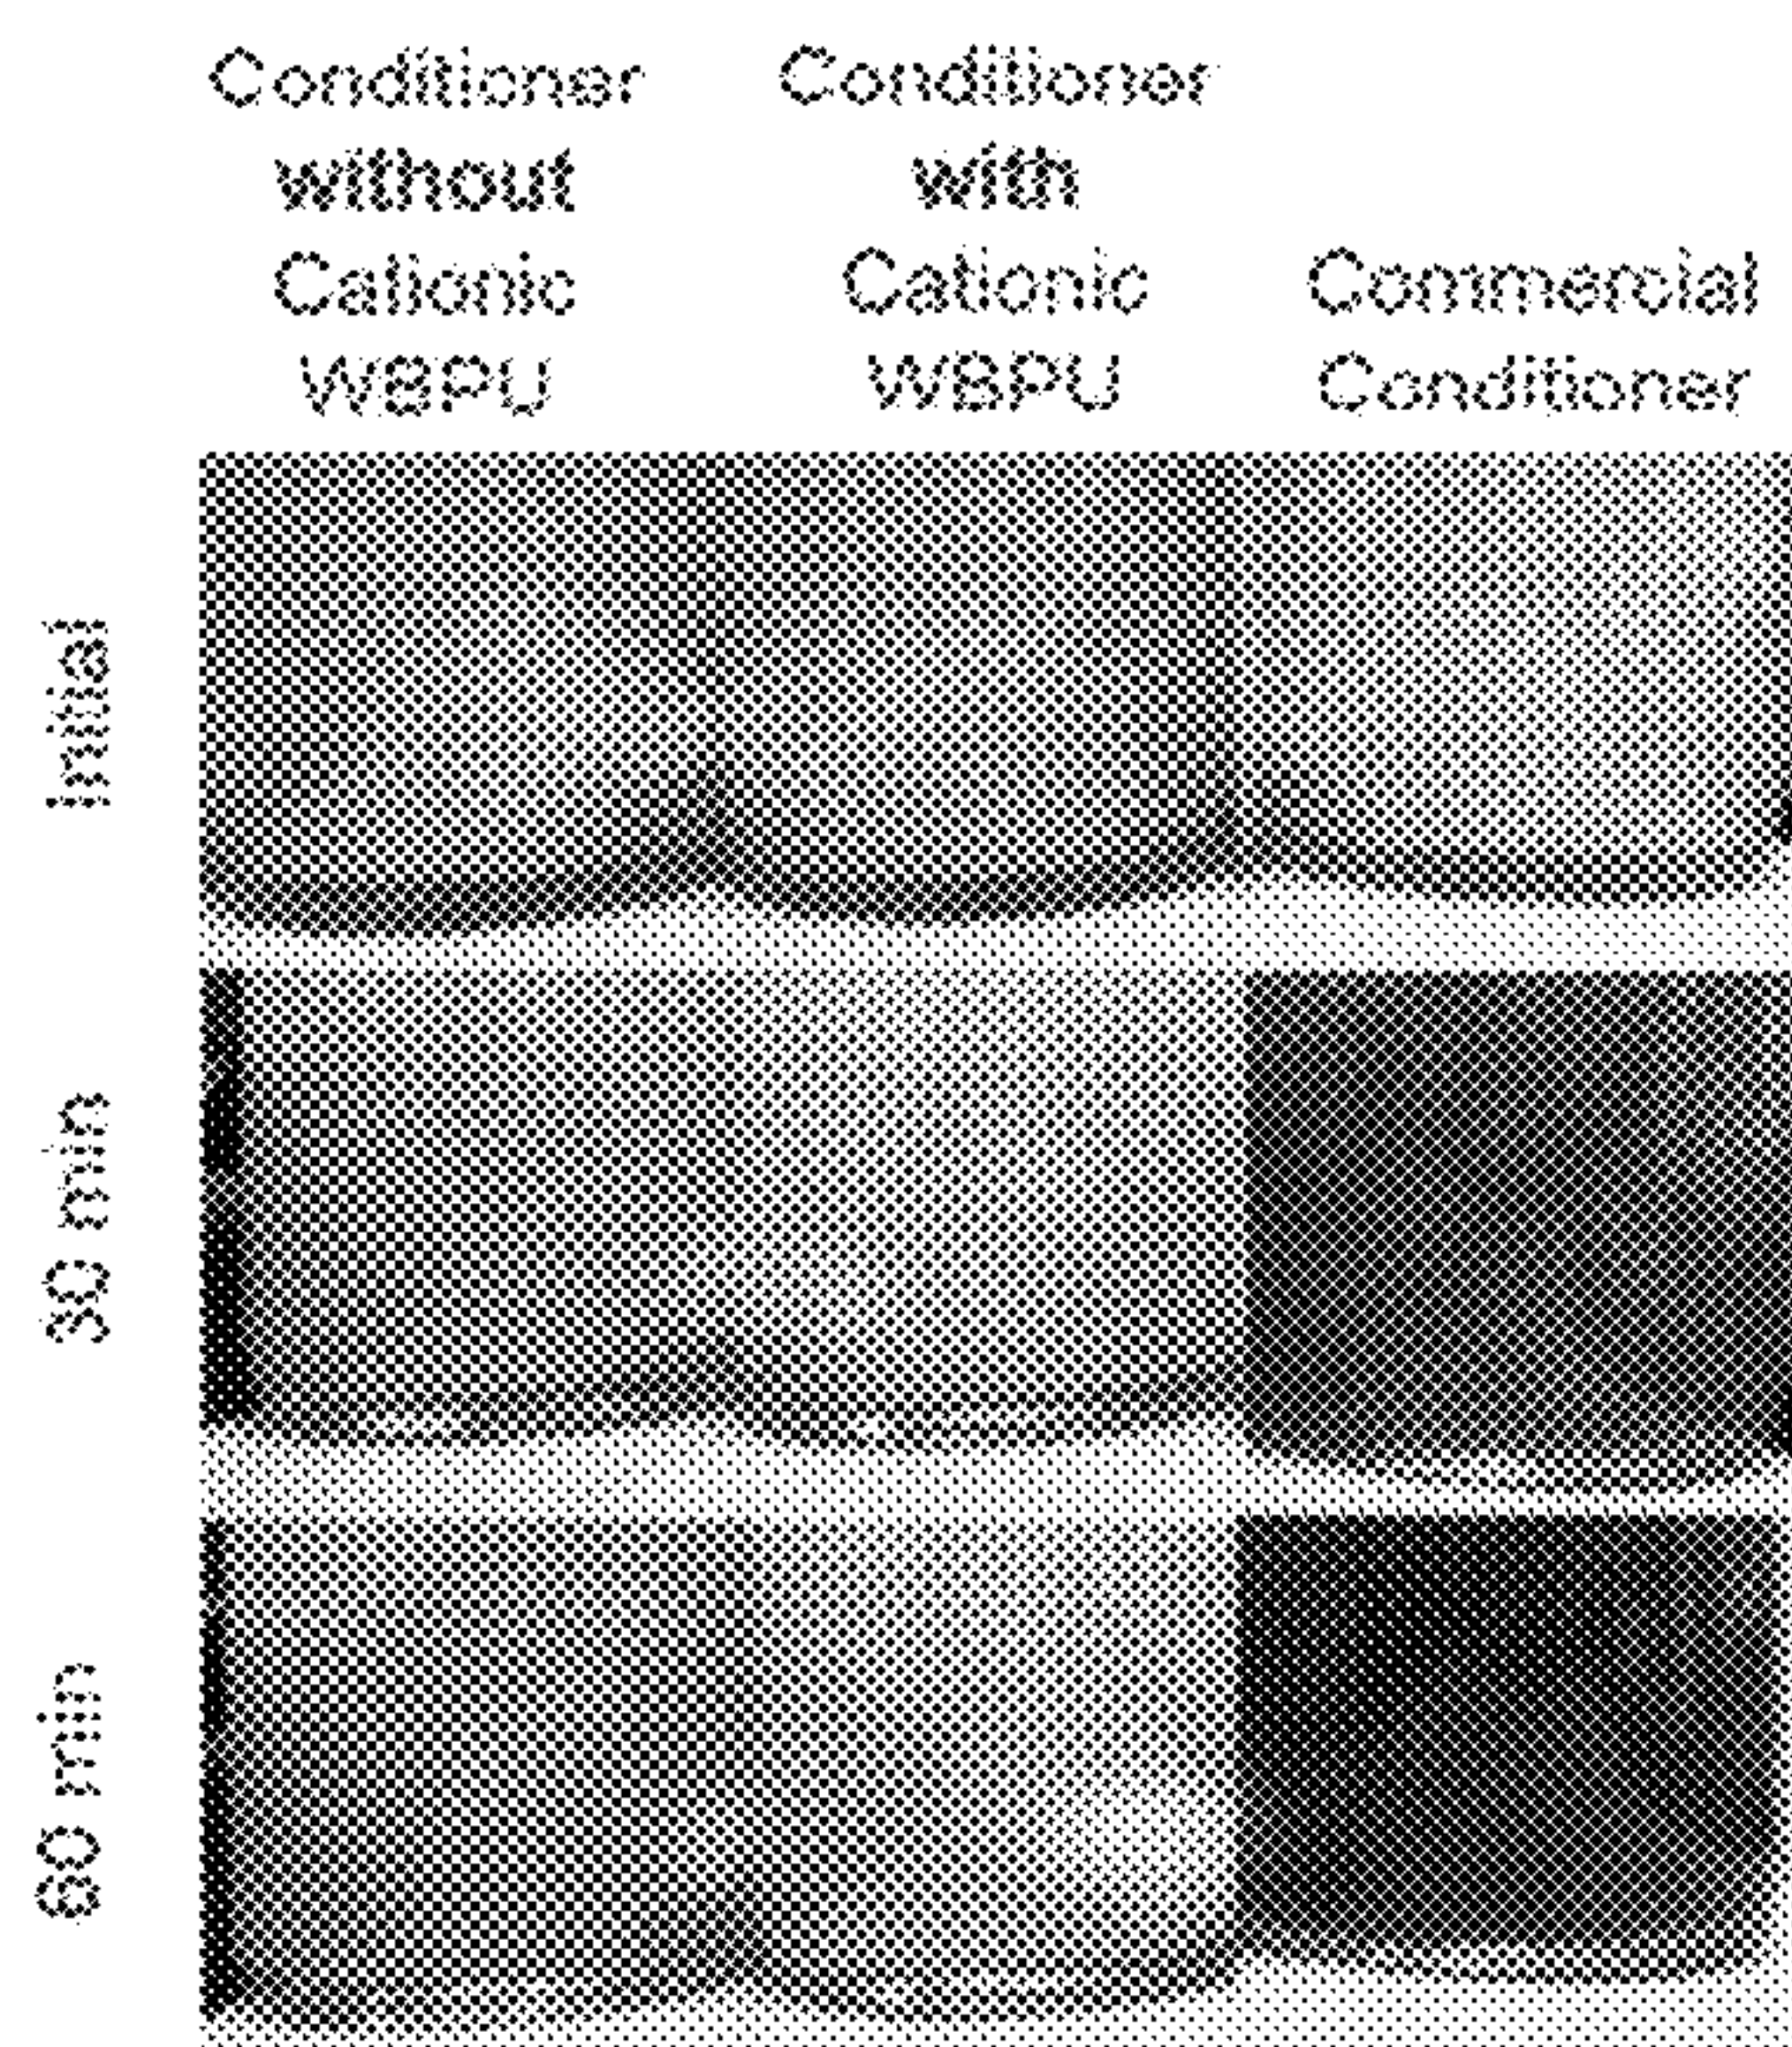 Conditioner
without
Cationic
WBPU
Conditioner
with
Cationic
WBPU
Commercial
Conditioner
Initial
30 min
60 min